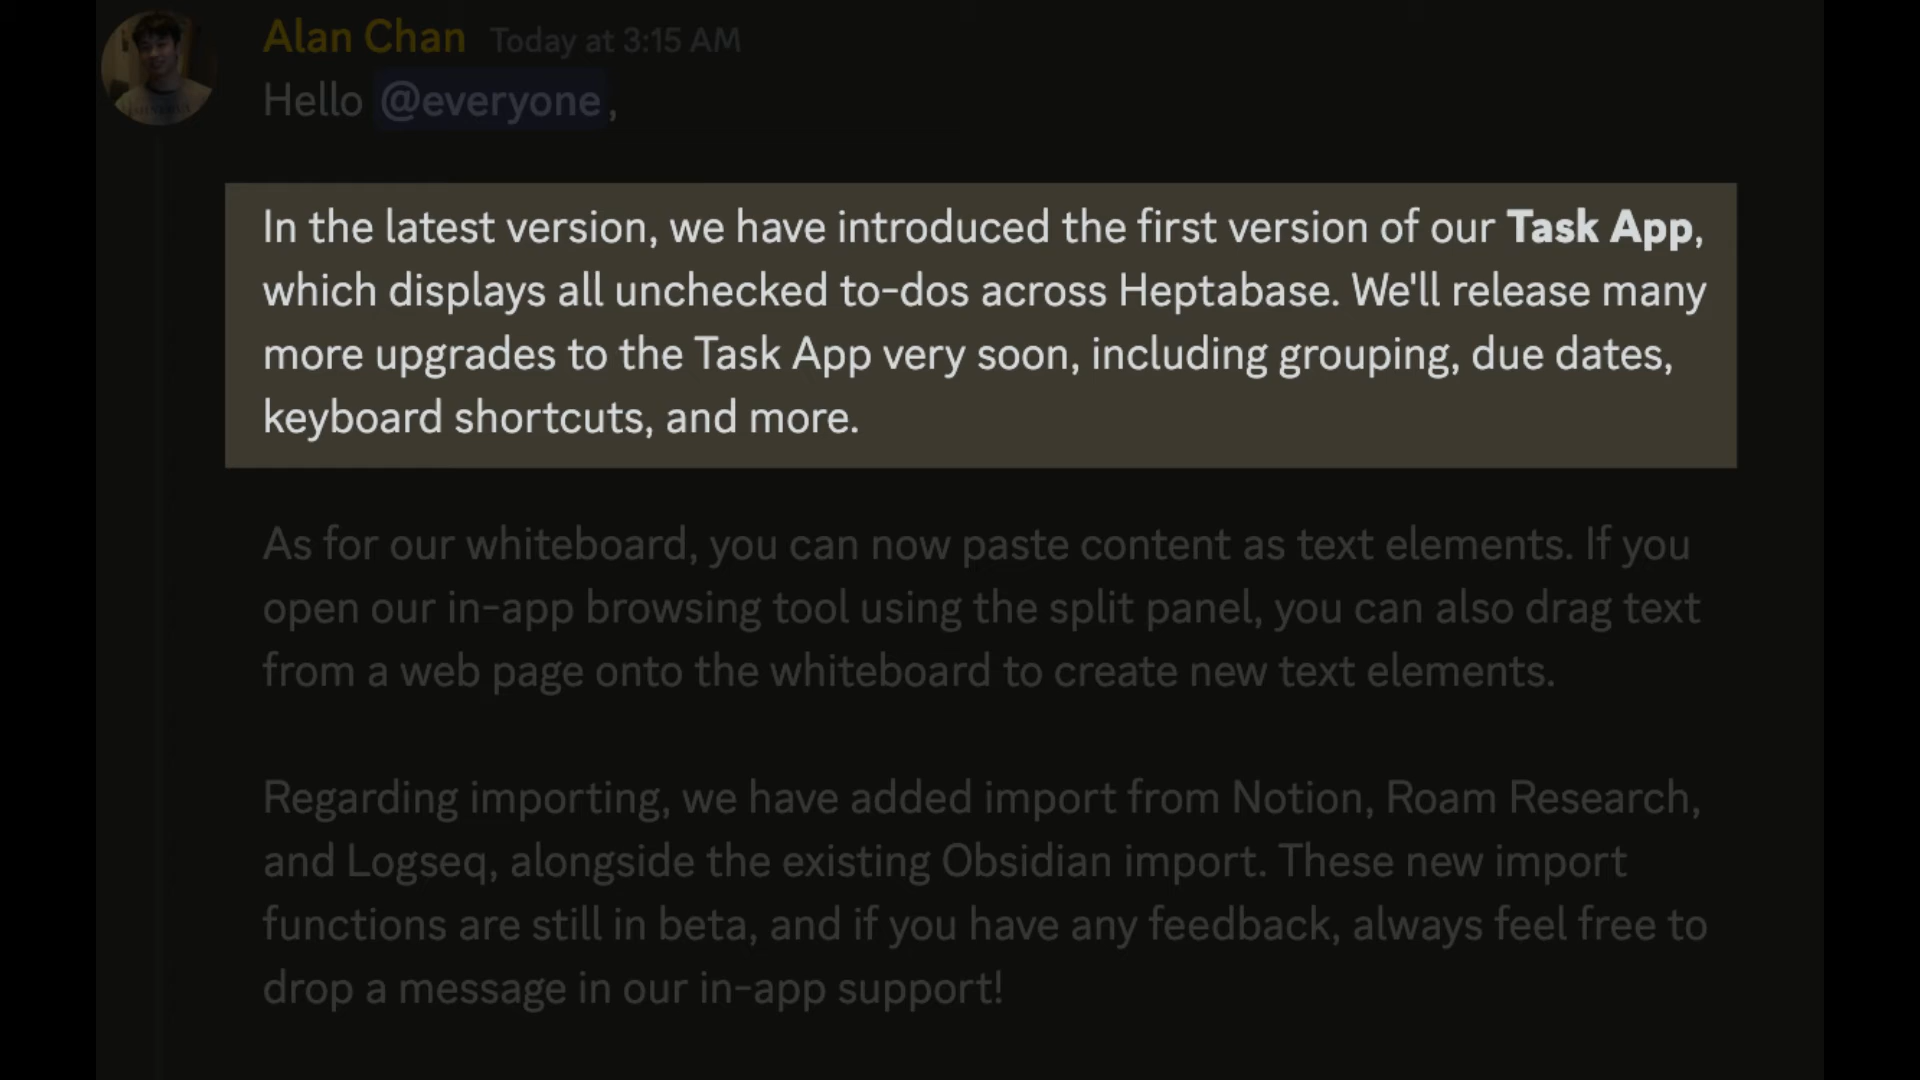 Alan Chan Today at 3:15 AM
Hello @everyone,
In the latest version, we have introduced the first version of our Task App,
which displays all unchecked to-dos across Heptabase. We'll release many
more upgrades to the Task App very soon, including grouping, due dates,
keyboard shortcuts, and more.
As for our whiteboard, you can now paste content as text elements. If you
open our in-app browsing tool using the split panel, you can also drag text
from a web page onto the whiteboard to create new text elements.
Regarding importing, we have added import from Notion, Roam Research,
and Logseq, alongside the existing Obsidian import. These new import
functions are still in beta, and if you have any feedback, always feel free to
drop a message in our in-app support!